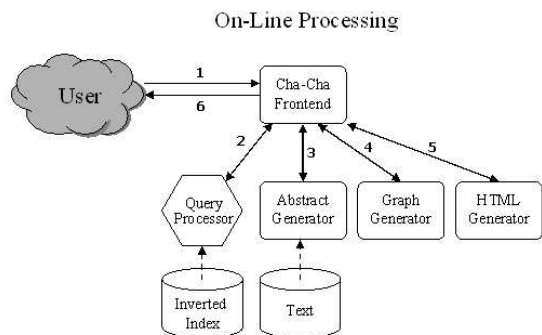 On-Line Processing
1
User
Cha-Cha
Frontend
6
2
3
4
5
Query
Processor
Abstract
Generator
Graph
Generator
HTML
Generator
Inverted
Index
Text